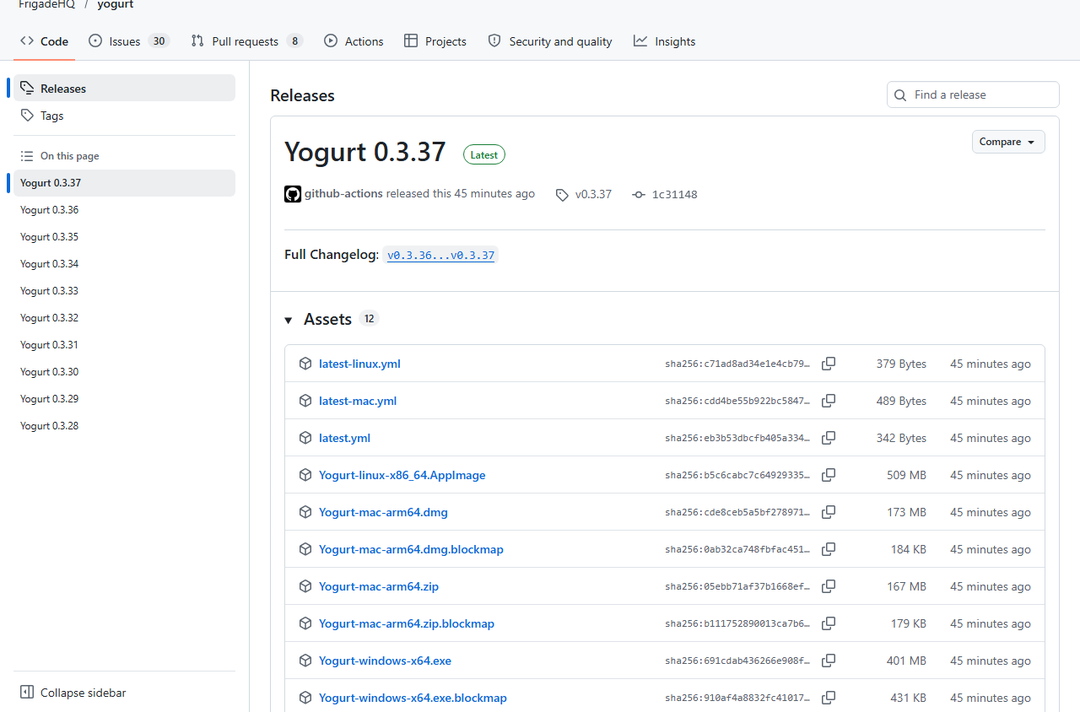 FrigadeHQ / yogurt
Code Issues 30 Pull requests 8 Actions Projects Security and quality Insights
Releases
Tags
On this page
Yogurt 0.3.37
Yogurt 0.3.36
Yogurt 0.3.35
Yogurt 0.3.34
Yogurt 0.3.33
Yogurt 0.3.32
Yogurt 0.3.31
Yogurt 0.3.30
Yogurt 0.3.29
Yogurt 0.3.28
Collapse sidebar
Releases
Find a release
Yogurt 0.3.37 Latest
Compare
github-actions released this 45 minutes ago v0.3.37 1c31148
Full Changelog: v0.3.36...v0.3.37
Assets 12
latest-linux.yml sha256:c71ad8ad34e1e4cb79… 379 Bytes 45 minutes ago
latest-mac.yml sha256:cdd4be55b922bc5847… 489 Bytes 45 minutes ago
latest.yml sha256:eb3b53dbcfb405a334… 342 Bytes 45 minutes ago
Yogurt-linux-x86_64.AppImage sha256:b5c6cabc7c64929335… 509 MB 45 minutes ago
Yogurt-mac-arm64.dmg sha256:cde8ceb5a5bf278971… 173 MB 45 minutes ago
Yogurt-mac-arm64.dmg.blockmap sha256:0ab32ca748fbfac451… 184 KB 45 minutes ago
Yogurt-mac-arm64.zip sha256:05ebb71af37b1668ef… 167 MB 45 minutes ago
Yogurt-mac-arm64.zip.blockmap sha256:b111752890013ca7b6… 179 KB 45 minutes ago
Yogurt-windows-x64.exe sha256:691cdab436266e908f… 401 MB 45 minutes ago
Yogurt-windows-x64.exe.blockmap sha256:910af4a8832fc41017… 431 KB 45 minutes ago